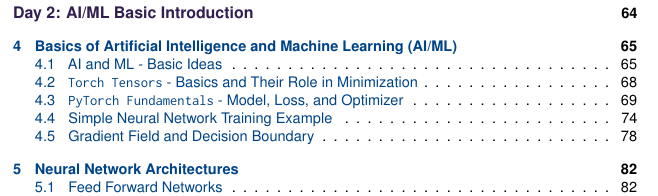 Day 2: AI/ML Basic Introduction 64
4 Basics of Artificial Intelligence and Machine Learning (AI/ML) 65
4.1 AI and ML - Basic Ideas . . . . . . . . . . . . . . . . . . . . . . . . . . . . . . . . . . 65
4.2 Torch Tensors - Basics and Their Role in Minimization . . . . . . . . . . . . . . . . . 68
4.3 PyTorch Fundamentals - Model, Loss, and Optimizer . . . . . . . . . . . . . . . . . . 69
4.4 Simple Neural Network Training Example . . . . . . . . . . . . . . . . . . . . . . . . 74
4.5 Gradient Field and Decision Boundary . . . . . . . . . . . . . . . . . . . . . . . . . . 78
5 Neural Network Architectures 82
5.1 Feed Forward Networks . . . . . . . . . . . . . . . . . . . . . . . . . . . . . . . . . . 82